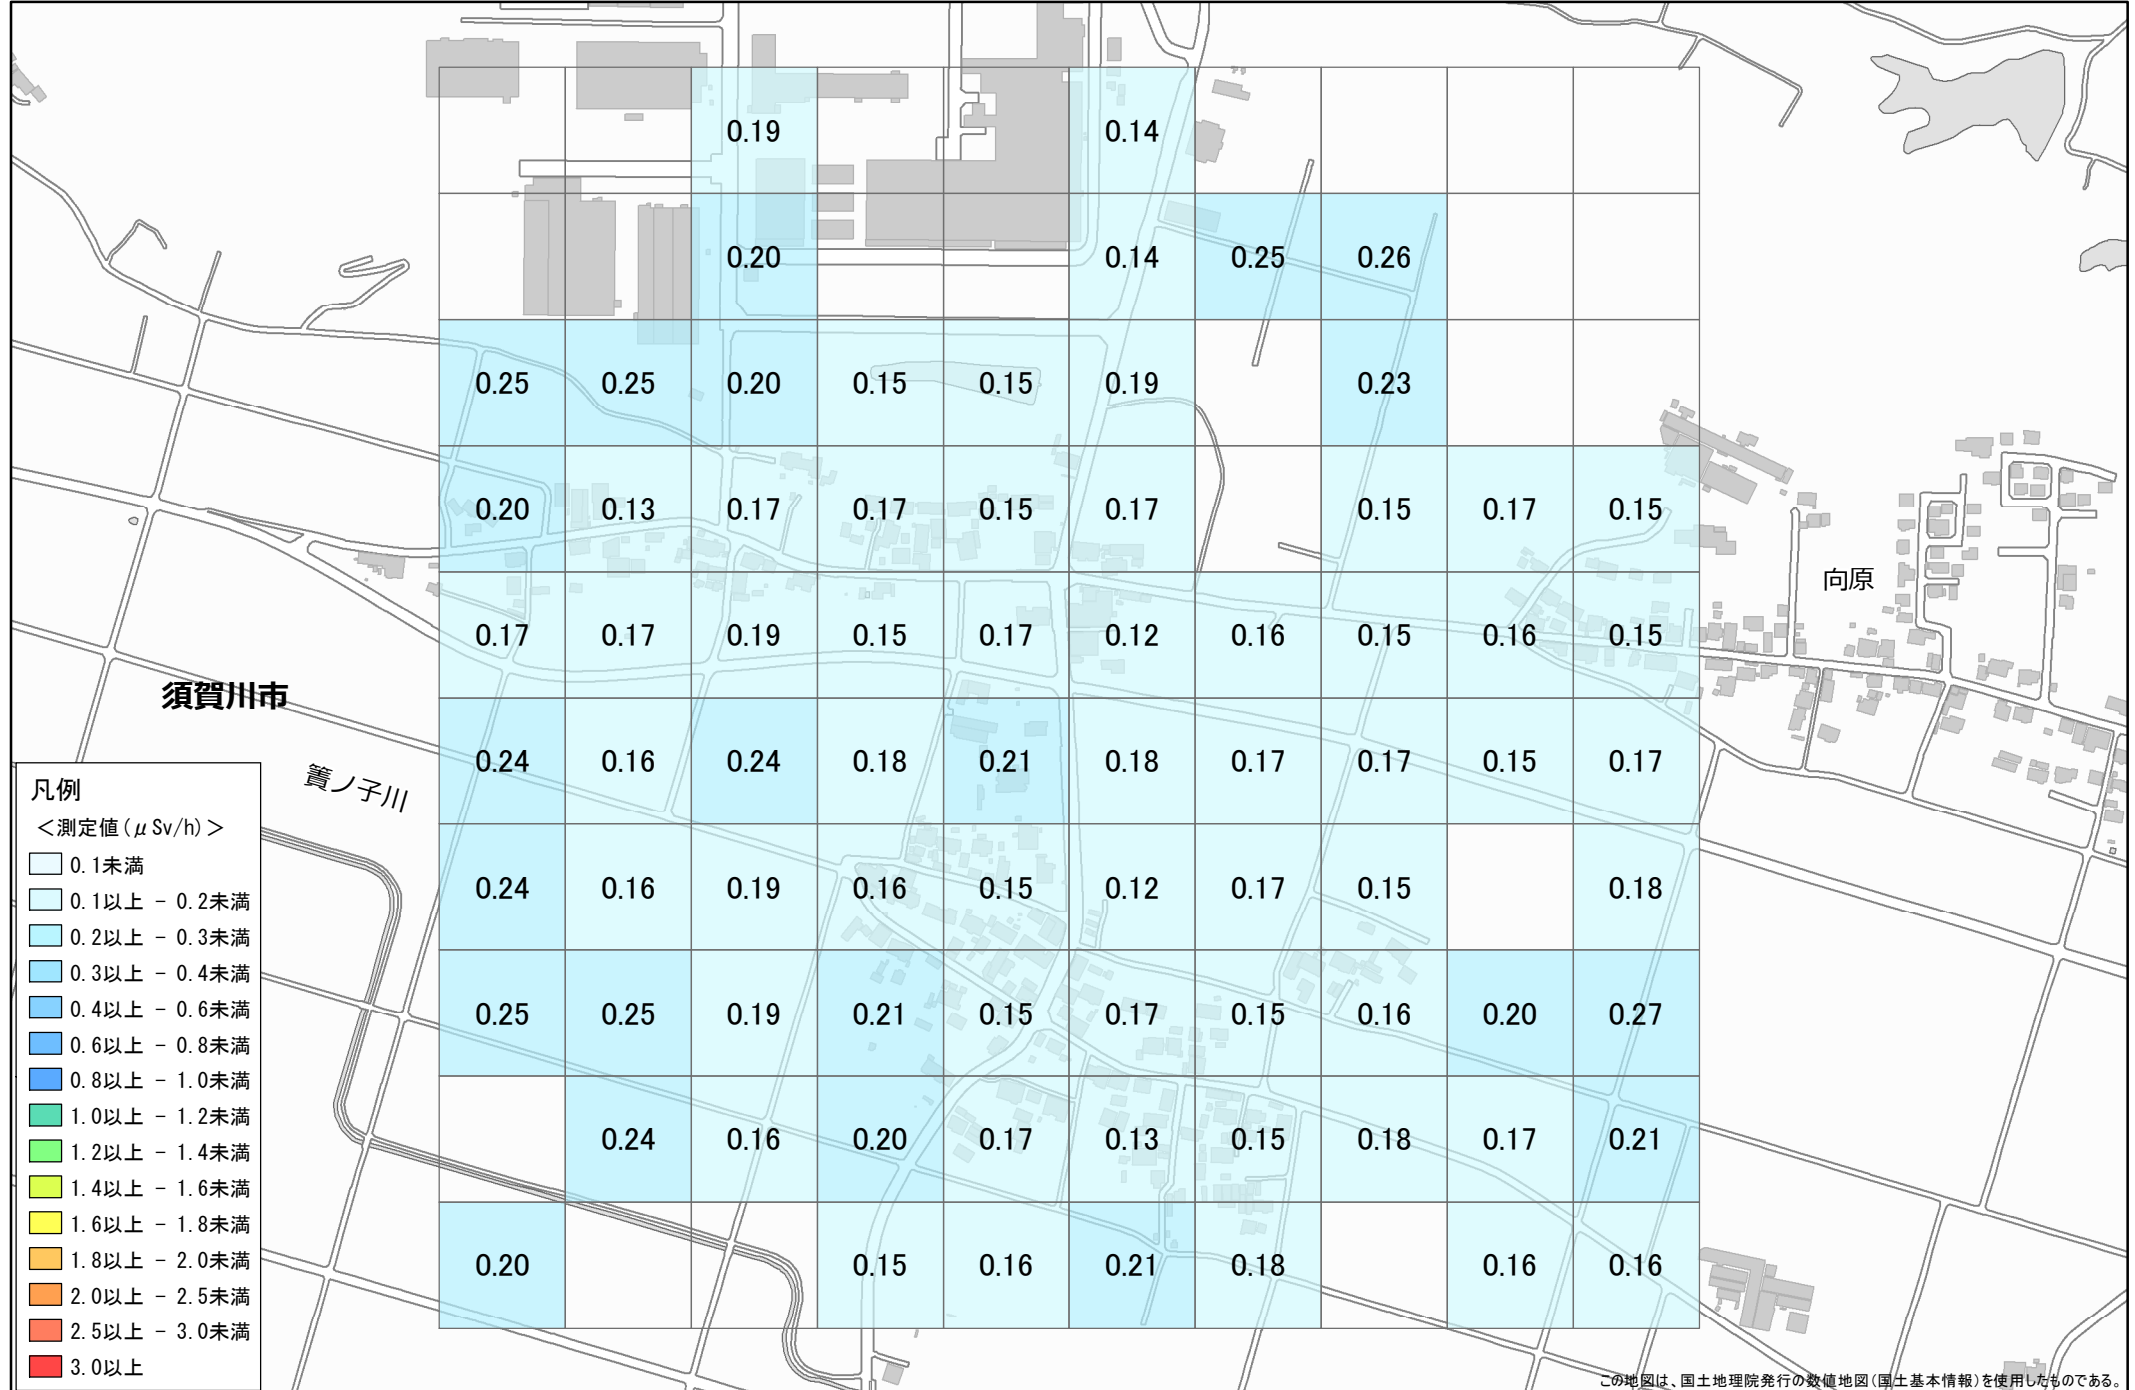 0.19 0.14
0.20 0.14 0.25 0.26
0.25 0.25 0.20 0.15 0.15 0.19 0.23
0.20 0.13 0.17 0.17 0.15 0.17 0.15 0.17 0.15
向原
0.17 0.17 0.19 0.15 0.17 0.12 0.16 0.15 0.16 0.15
須賀川市
0.24 0.16 0.24 0.18 0.21 0.18 0.17 0.17 0.15 0.17
簀ノ子川
0.24 0.16 0.19 0.16 0.15 0.12 0.17 0.15 0.18
0.25 0.25 0.19 0.21 0.15 0.17 0.15 0.16 0.20 0.27
0.24 0.16 0.20 0.17 0.13 0.15 0.18 0.17 0.21
0.20 0.15 0.16 0.21 0.18 0.16 0.16
凡例
＜測定値(μSv/h)＞
0.1未満
0.1以上 - 0.2未満
0.2以上 - 0.3未満
0.3以上 - 0.4未満
0.4以上 - 0.6未満
0.6以上 - 0.8未満
0.8以上 - 1.0未満
1.0以上 - 1.2未満
1.2以上 - 1.4未満
1.4以上 - 1.6未満
1.6以上 - 1.8未満
1.8以上 - 2.0未満
2.0以上 - 2.5未満
2.5以上 - 3.0未満
3.0以上
この地図は、国土地理院発行の数値地図(国土基本情報)を使用したものである。